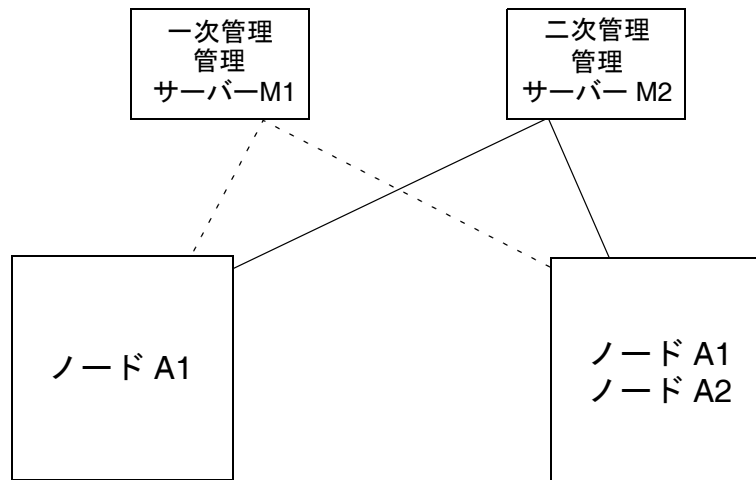 一次管理
管理
サーバーM1
二次管理
管理
サーバー M2
ノード A1
ノード A1
ノード A2